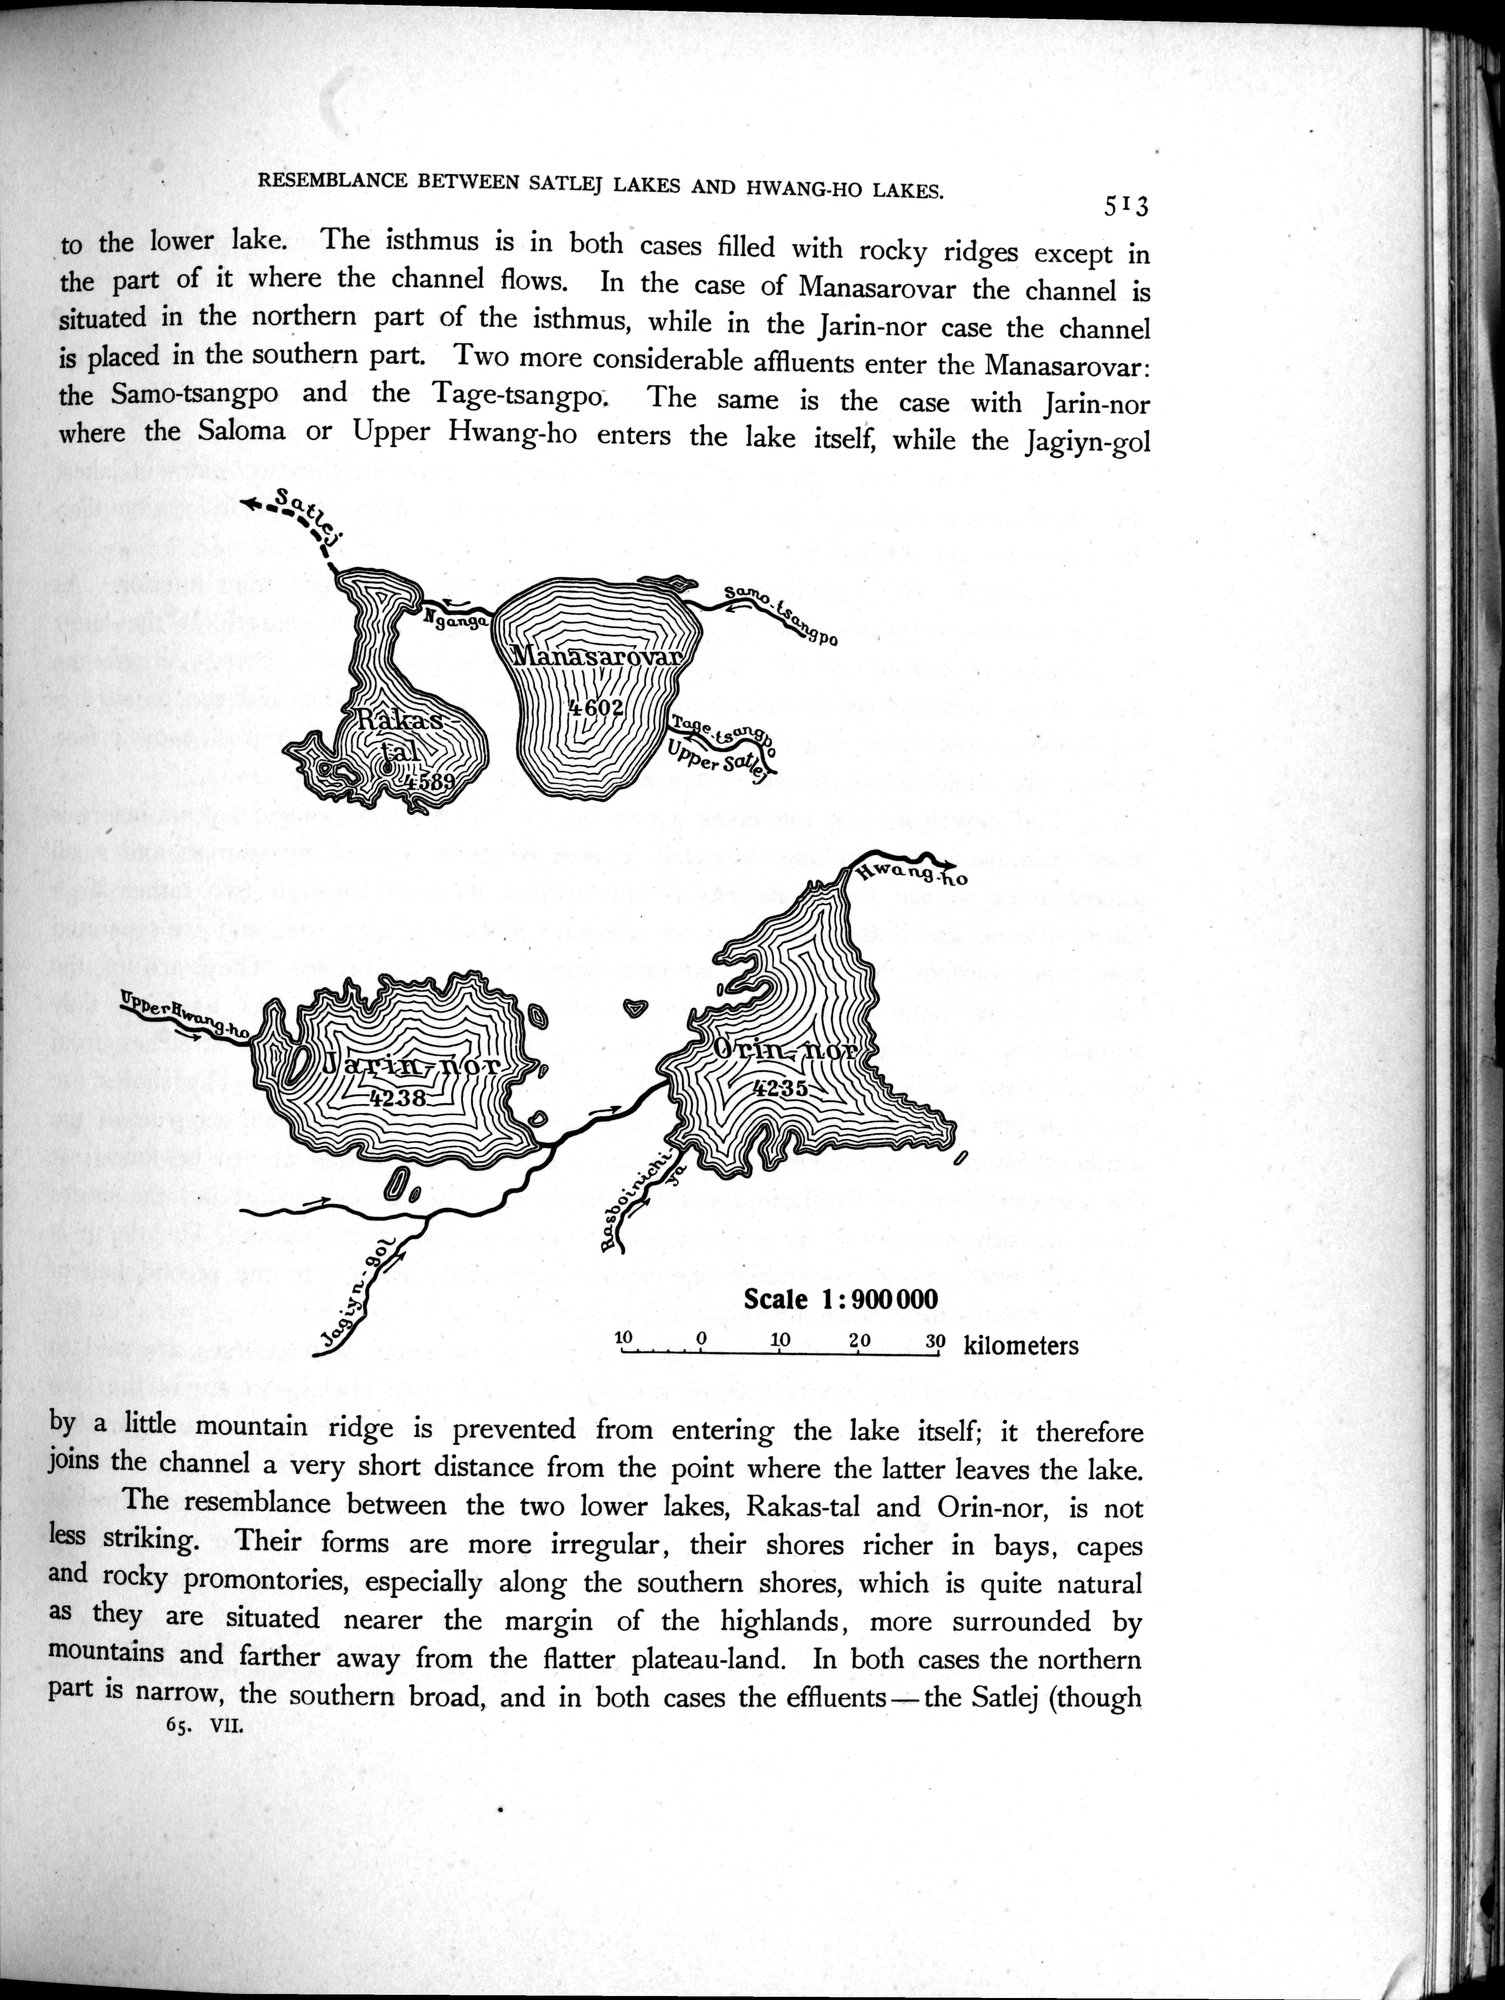 RESEMBLANCE BETWEEN SATLEJ LAKES AND HWANG-HO LAKES.
513
to the lower lake. The isthmus is in both cases filled with rocky ridges except in
the part of it where the channel flows. In the case of Manasarovar the channel is
situated in the northern part of the isthmus, while in the Jarin-nor case the channel
is placed in the southern part. Two more considerable affluents enter the Manasarovar:
the Samo-tsangpo and the Tage-tsangpo. The same is the case with Jarin-nor
where the Saloma or Upper Hwang-ho enters the lake itself, while the Jagiyn-gol
Satlej
Nganga
Samo-tsangpo
Manasarovar
4602
Tage-tsangpo
Upper Satlej
Rakas-
tal
4589
Hwang-ho
Upper Hwang-ho
Jarin-nor
4238
Orin-nor
4235
Rasboinichi-
ya
Jagiyn-gol
Scale 1:900000
10 0 10 20 30 kilometers
by a little mountain ridge is prevented from entering the lake itself; it therefore
joins the channel a very short distance from the point where the latter leaves the lake.
The resemblance between the two lower lakes, Rakas-tal and Orin-nor, is not
less striking. Their forms are more irregular, their shores richer in bays, capes
and rocky promontories, especially along the southern shores, which is quite natural
as they are situated nearer the margin of the highlands, more surrounded by
mountains and farther away from the flatter plateau-land. In both cases the northern
part is narrow, the southern broad, and in both cases the effluents — the Satlej (though
65. VII.